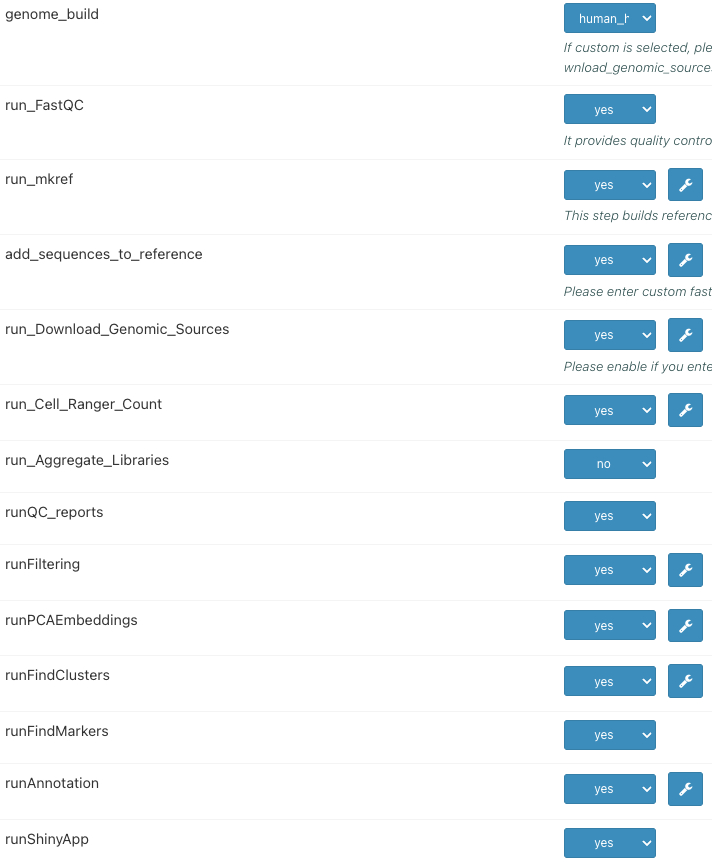 genome_build
human_h
If custom is selected, ple
wnload_genomic_source
run_FastQC
yes
It provides quality contro
run_mkref
yes
This step builds referenc
add_sequences_to_reference
yes
Please enter custom fast
run_Download_Genomic_Sources
yes
Please enable if you ente
run_Cell_Ranger_Count
yes
run_Aggregate_Libraries
no
runQC_reports
yes
runFiltering
yes
runPCAEmbeddings
yes
runFindClusters
yes
runFindMarkers
yes
runAnnotation
yes
runShinyApp
yes